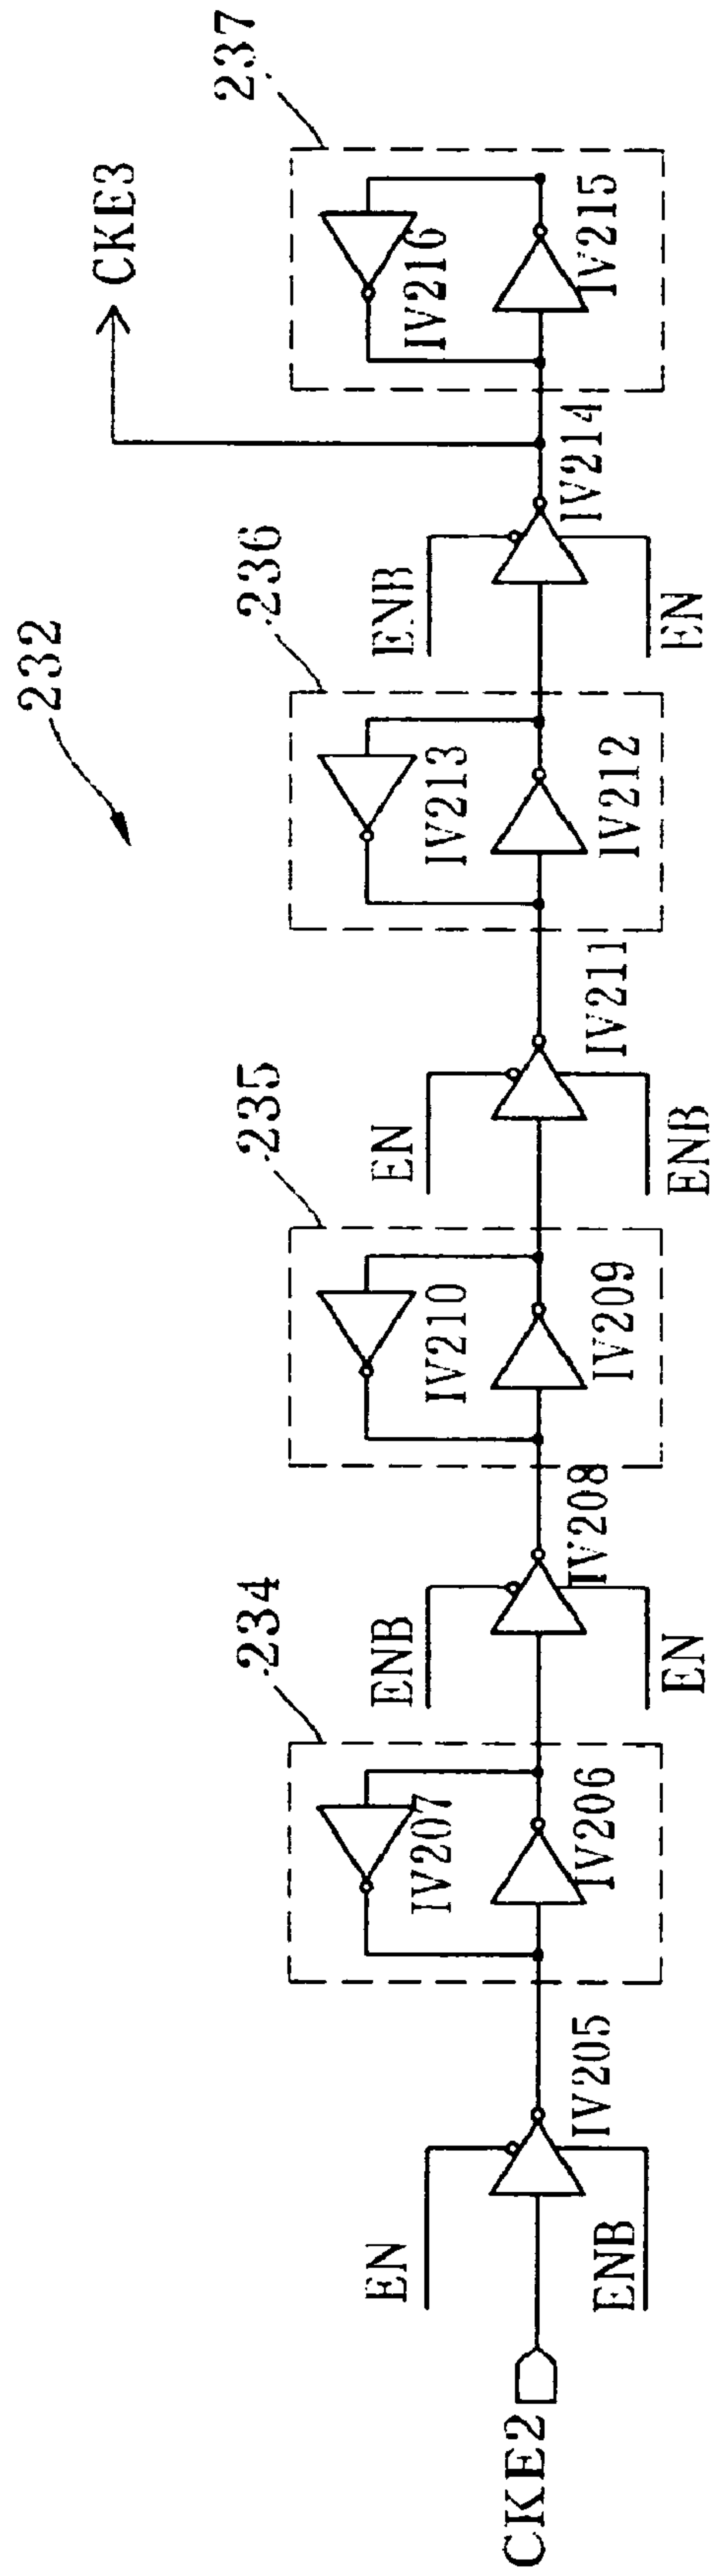 232
CKE2
EN
ENB
IV205
234
IV207
IV206
ENB
EN
IV208
235
IV210
IV209
EN
ENB
IV211
236
IV213
IV212
ENB
EN
IV214
CKE3
237
IV216
IV215